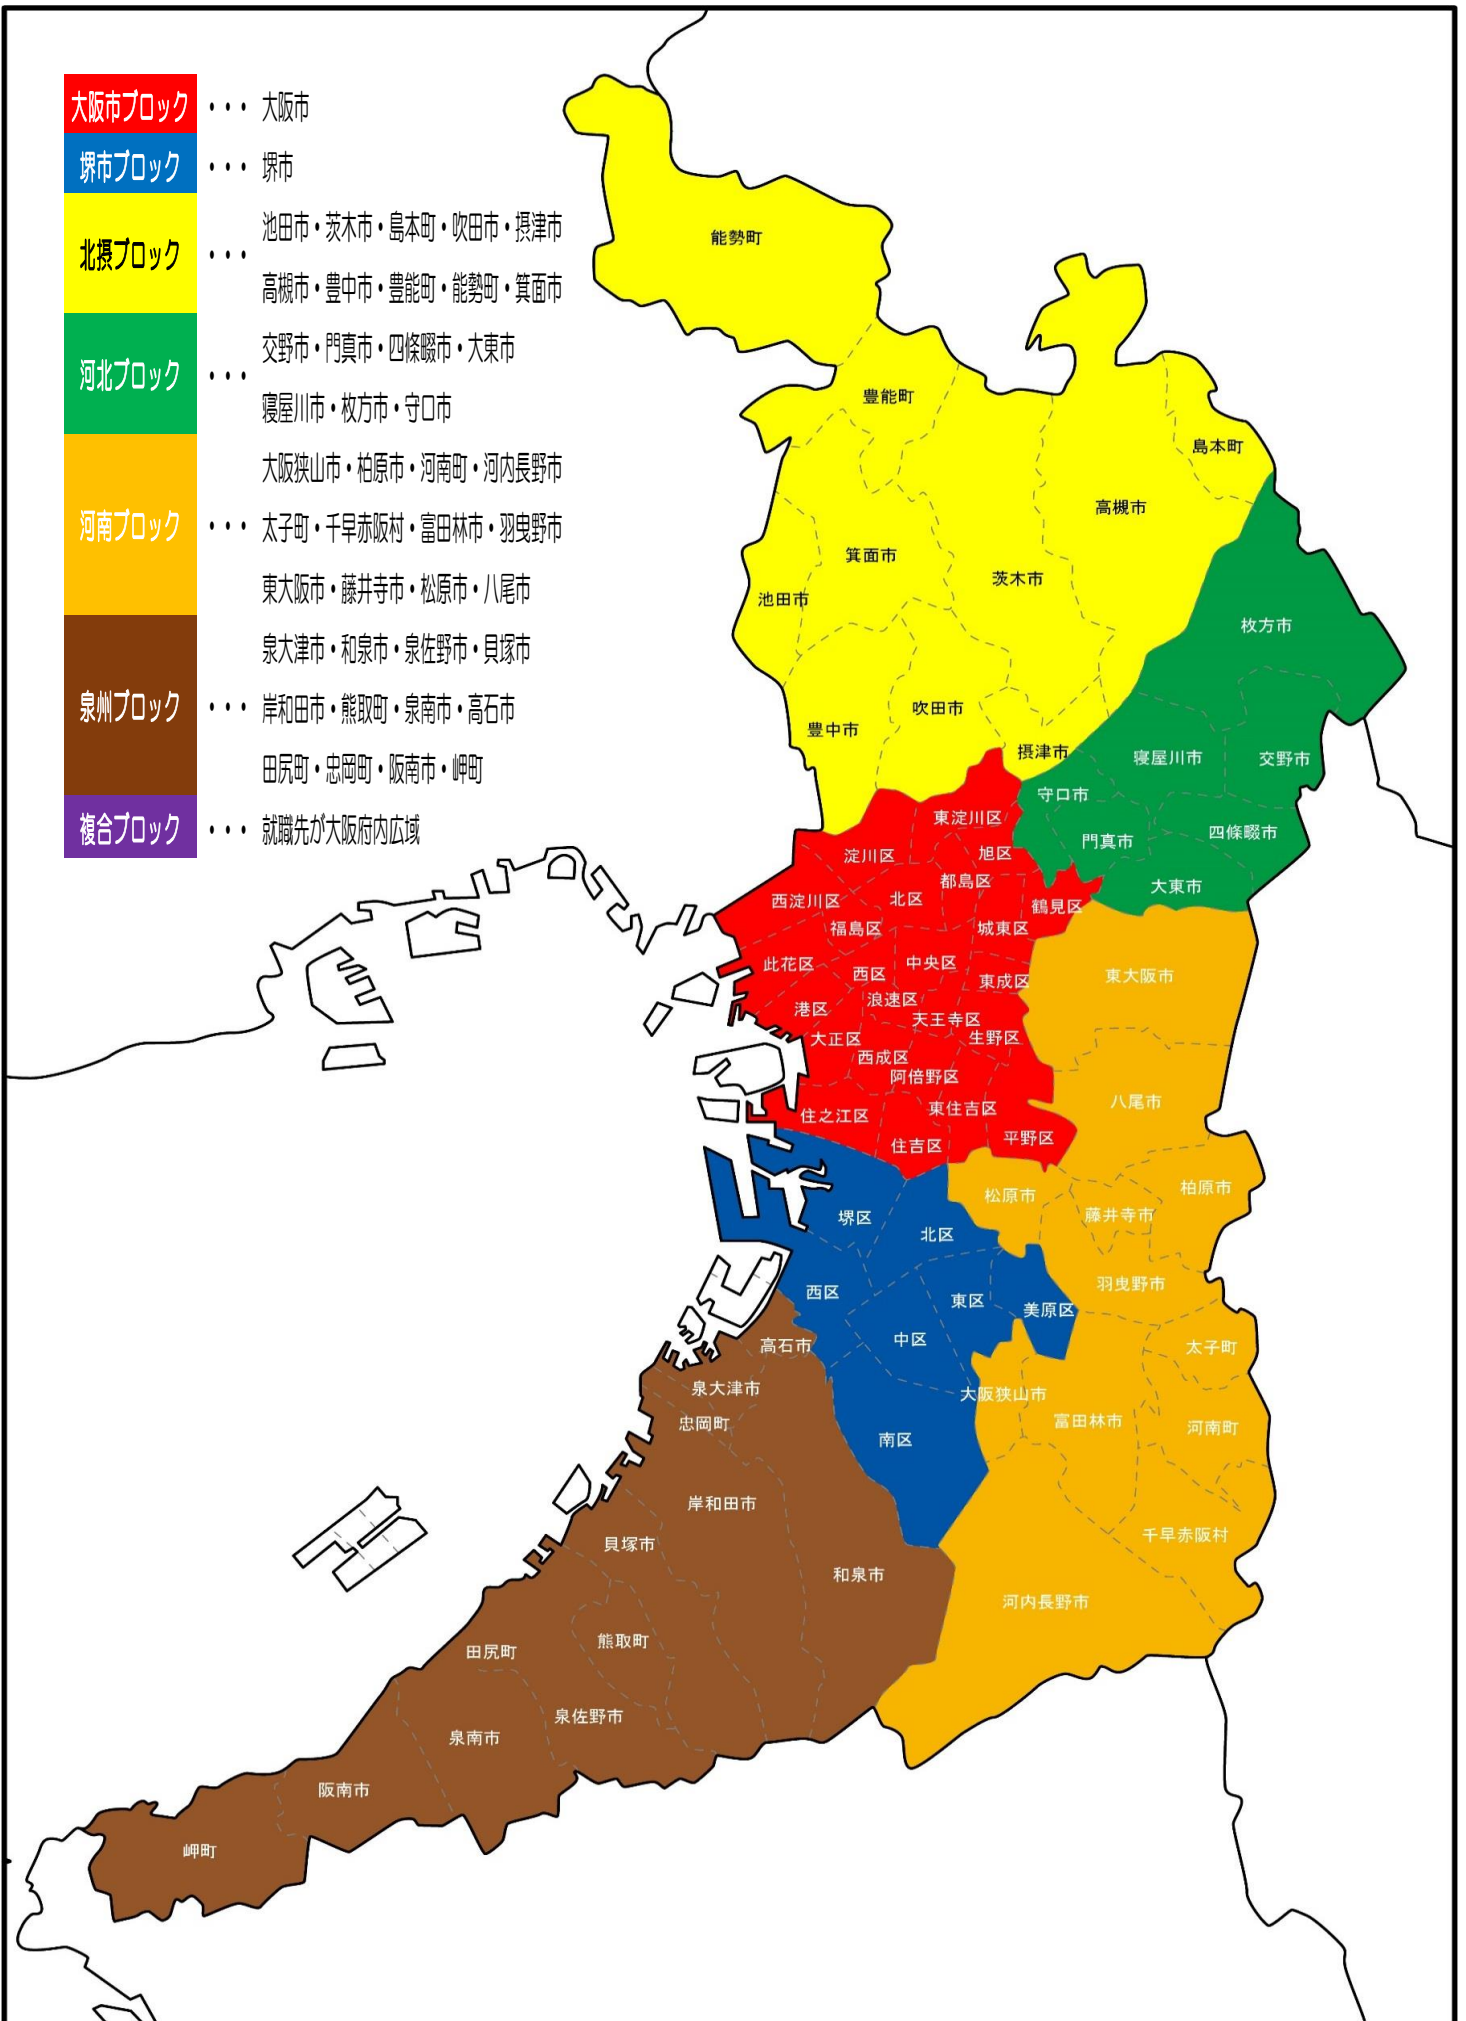 大阪市ブロック ・・・ 大阪市
堺市ブロック ・・・ 堺市
北摂ブロック ・・・ 池田市・茨木市・島本町・吹田市・摂津市
高槻市・豊中市・豊能町・能勢町・箕面市
河北ブロック ・・・ 交野市・門真市・四條畷市・大東市
寝屋川市・枚方市・守口市
河南ブロック ・・・ 大阪狭山市・柏原市・河南町・河内長野市
太子町・千早赤阪村・富田林市・羽曳野市
東大阪市・藤井寺市・松原市・八尾市
泉州ブロック ・・・ 泉大津市・和泉市・泉佐野市・貝塚市
岸和田市・熊取町・泉南市・高石市
田尻町・忠岡町・阪南市・岬町
複合ブロック ・・・ 就職先が大阪府内広域
能勢町
豊能町
島本町
高槻市
箕面市
茨木市
池田市
枚方市
吹田市
豊中市
摂津市
寝屋川市
交野市
守口市
東淀川区
四條畷市
門真市
淀川区
旭区
都島区
大東市
西淀川区
北区
鶴見区
福島区
城東区
此花区
西区
中央区
東成区
東大阪市
港区
浪速区
天王寺区
大正区
生野区
西成区
阿倍野区
八尾市
住之江区
東住吉区
住吉区
平野区
柏原市
松原市
藤井寺市
堺区
北区
羽曳野市
西区
東区
美原区
中区
高石市
太子町
泉大津市
大阪狭山市
忠岡町
富田林市
河南町
南区
岸和田市
千早赤阪村
貝塚市
和泉市
河内長野市
熊取町
田尻町
泉佐野市
泉南市
阪南市
岬町